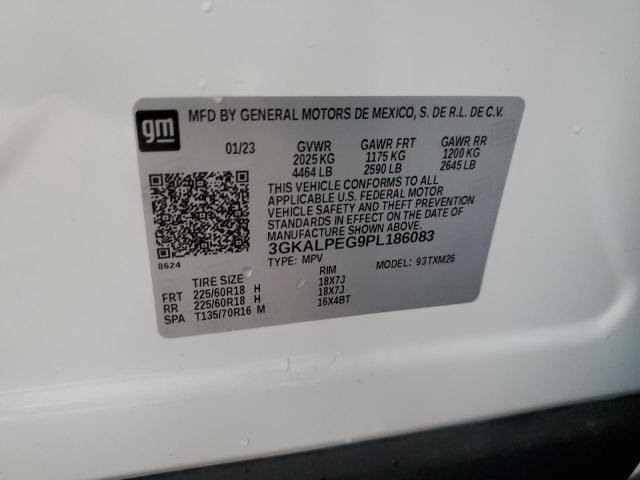 gm
MFD BY GENERAL MOTORS DE MEXICO, S. DE R.L. DE C.V.
01/23 GVWR GAWR FRT GAWR RR
2025 KG 1175 KG 1200 KG
4464 LB 2590 LB 2645 LB
THIS VEHICLE CONFORMS TO ALL
APPLICABLE U.S. FEDERAL MOTOR
VEHICLE SAFETY AND THEFT PREVENTION
STANDARDS IN EFFECT ON THE DATE OF
MANUFACTURE SHOWN ABOVE.
3GKALPEG9PL186083
8624
TYPE: MPV MODEL: 93TXM26
TIRE SIZE RIM
FRT 225/60R18 H 18X7J
RR 225/60R18 H 18X7J
SPA T135/70R16 M 16X4BT